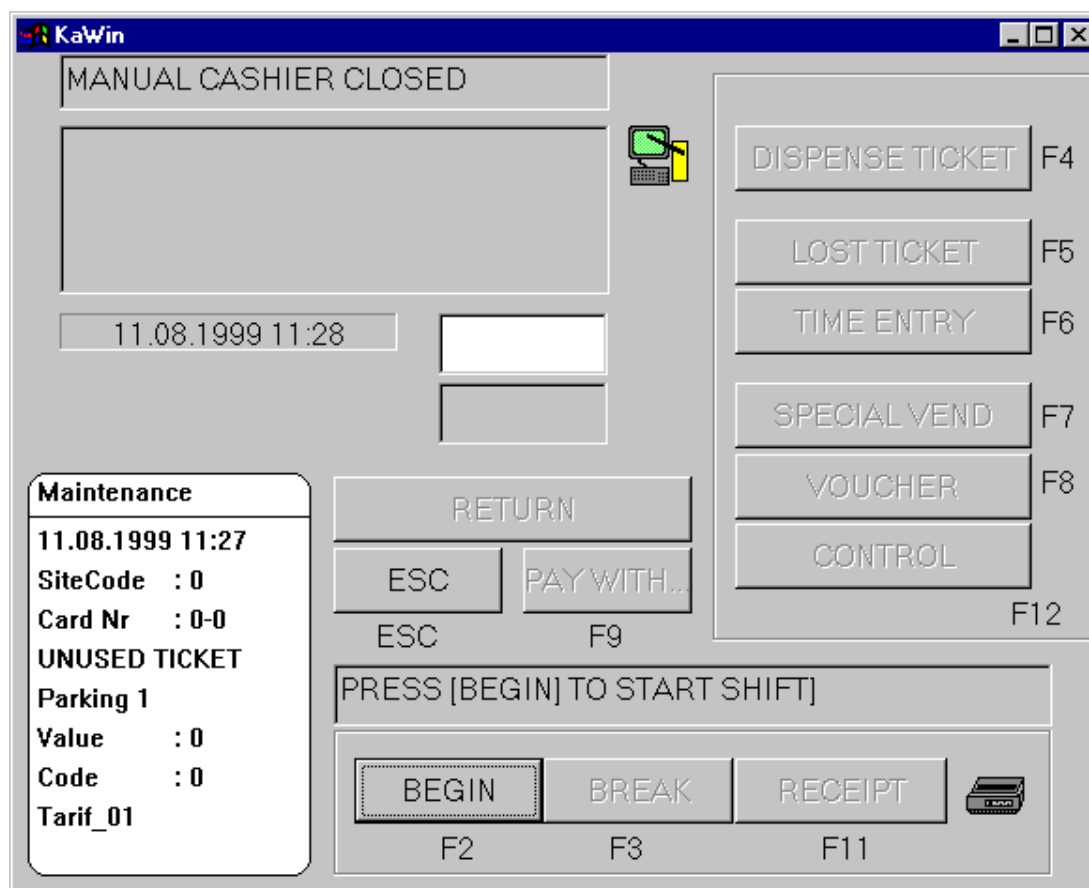 KaWin
MANUAL CASHIER CLOSED
DISPENSE TICKET F4
LOST TICKET F5
11.08.1999 11:28
TIME ENTRY F6
SPECIAL VEND F7
VOUCHER F8
CONTROL
F12
Maintenance
11.08.1999 11:27
SiteCode : 0
Card Nr : 0-0
UNUSED TICKET
Parking 1
Value : 0
Code : 0
Tarif_01
RETURN
ESC PAY WITH...
ESC F9
PRESS [BEGIN] TO START SHIFT]
BEGIN BREAK RECEIPT
F2 F3 F11